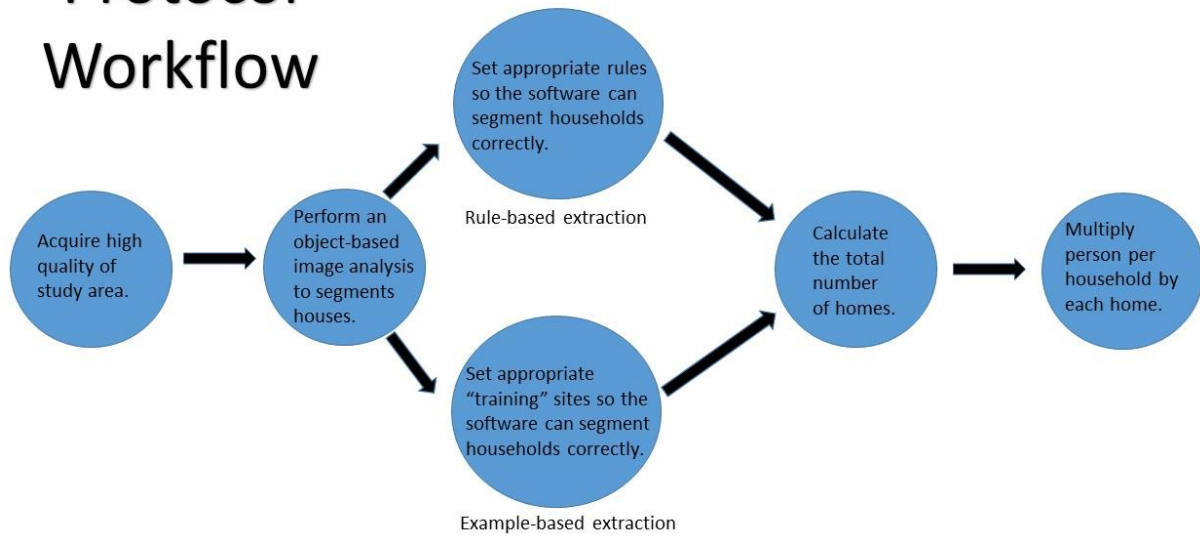 Protocol
Workflow
Acquire high
quality of
study area.
Perform an
object-based
image analysis
to segments
houses.
Set appropriate rules
so the software can
segment households
correctly.
Rule-based extraction
Set appropriate
“training” sites so the
software can segment
households correctly.
Example-based extraction
Calculate
the total
number
of homes.
Multiply
person per
household by
each home.